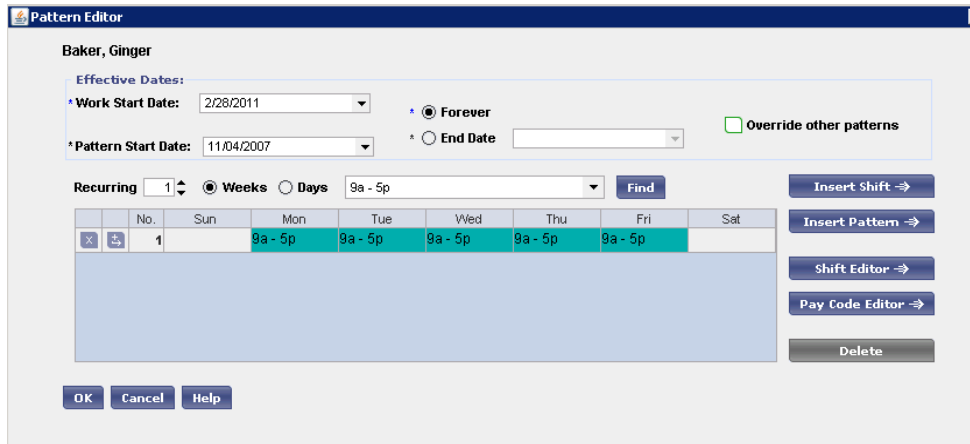 Pattern Editor
Baker, Ginger
Effective Dates:
* Work Start Date: 2/28/2011
* Forever
* End Date
Override other patterns
*Pattern Start Date: 11/04/2007
Recurring 1 Weeks Days 9a - 5p Find
Insert Shift
No. Sun Mon Tue Wed Thu Fri Sat
Insert Pattern
x 1 9a - 5p 9a - 5p 9a - 5p 9a - 5p 9a - 5p
Shift Editor
Pay Code Editor
Delete
OK Cancel Help